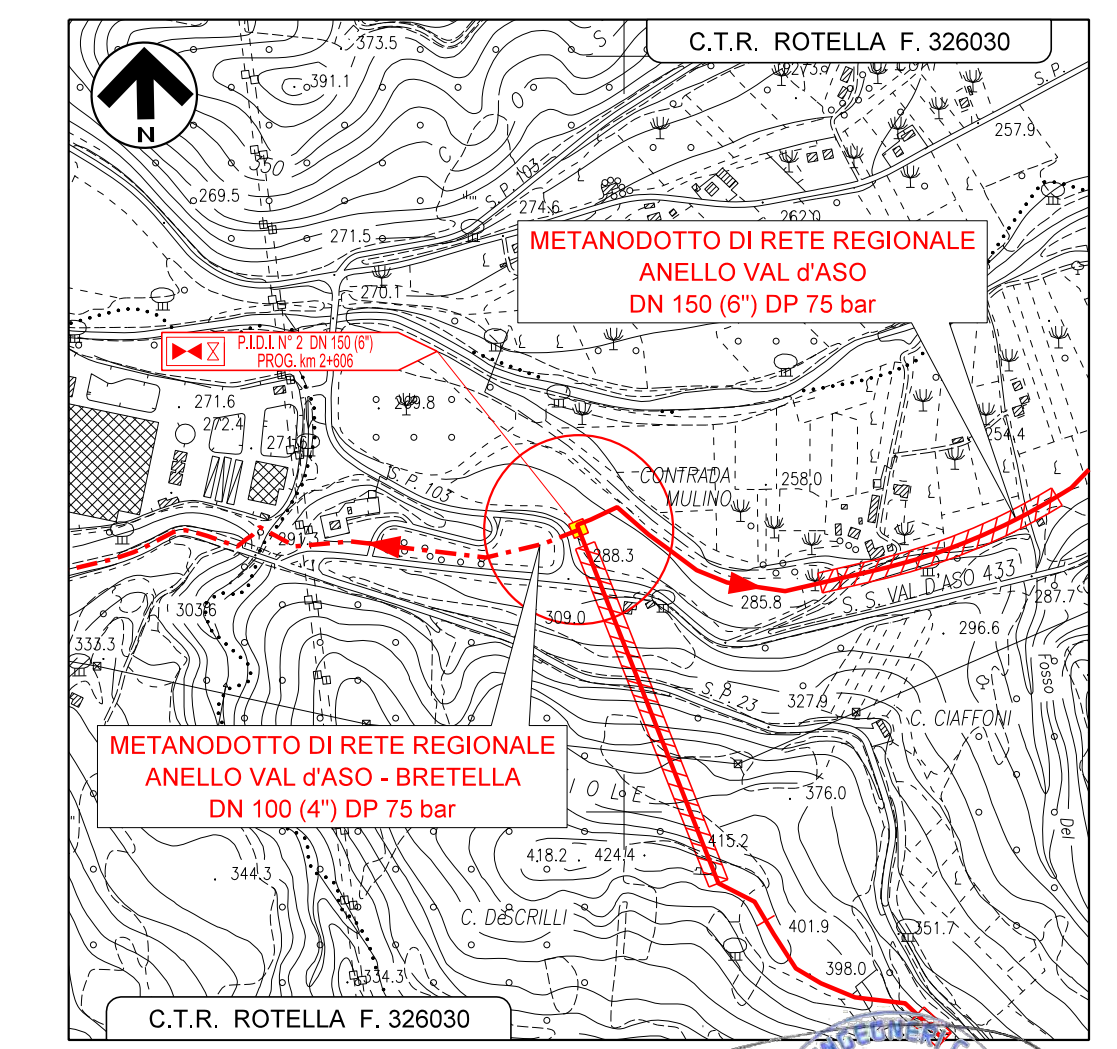 C.T.R. ROTELLA F. 326030
373.5
391.1
N
350
S.P.
257.9
269.5
S. P. 103
274.6
262.0
271.5
METANODOTTO DI RETE REGIONALE
ANELLO VAL d'ASO
DN 150 (6") DP 75 bar
270.1
P.I.D.I. N° 2 DN 150 (6")
PROG. km 2+606
271.6
272.4
254.4
S. P. 103
CONTRADA
MULINO
258.0
288.3
285.8
S. S. VAL D'ASO 433
287.7
303.6
309.0
296.6
333.3
Fosso
Del
S. P. 23
327.9
C. CIAFFONI
METANODOTTO DI RETE REGIONALE
ANELLO VAL d'ASO - BRETELLA
DN 100 (4") DP 75 bar
I O L E
376.0
415.2
418.2
424.4
344.3
C. DeSCRILLI
401.9
351.7
398.0
334.3
C.T.R. ROTELLA F. 326030